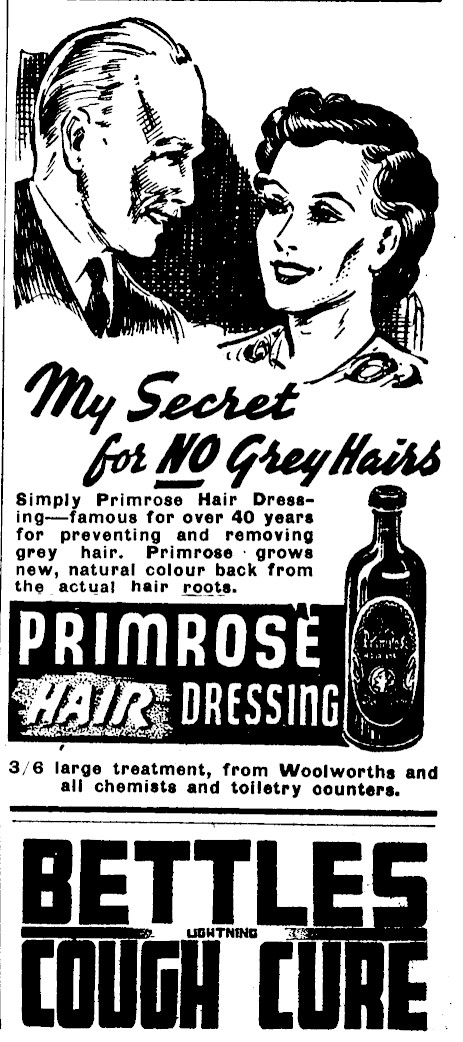 My Secret
for NO Grey Hairs
Simply Primrose Hair Dress-
ing—famous for over 40 years
for preventing and removing
grey hair. Primrose grows
new, natural colour back from
the actual hair roots.
PRIMROSE
HAIR DRESSING
3/6 large treatment, from Woolworths and
all chemists and toiletry counters.
BETTLES
LIGHTNING
COUGH CURE